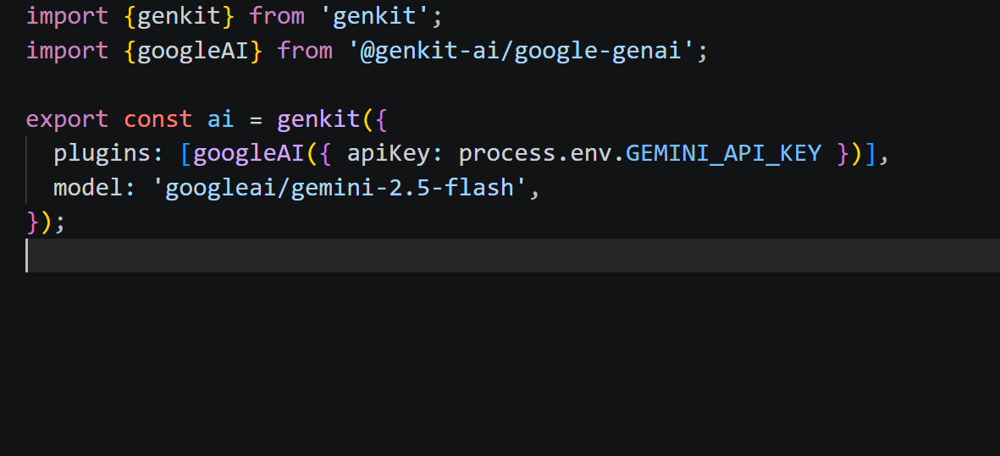 import {genkit} from 'genkit';
import {googleAI} from '@genkit-ai/google-genai';
export const ai = genkit({
plugins: [googleAI({ apiKey: process.env.GEMINI_API_KEY })],
model: 'googleai/gemini-2.5-flash',
});